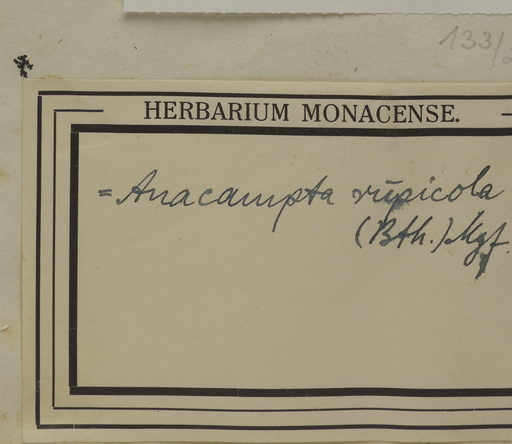 133/
HERBARIUM MONACENSE.
= Anacampta rupicola
(Bth.) Mgf.